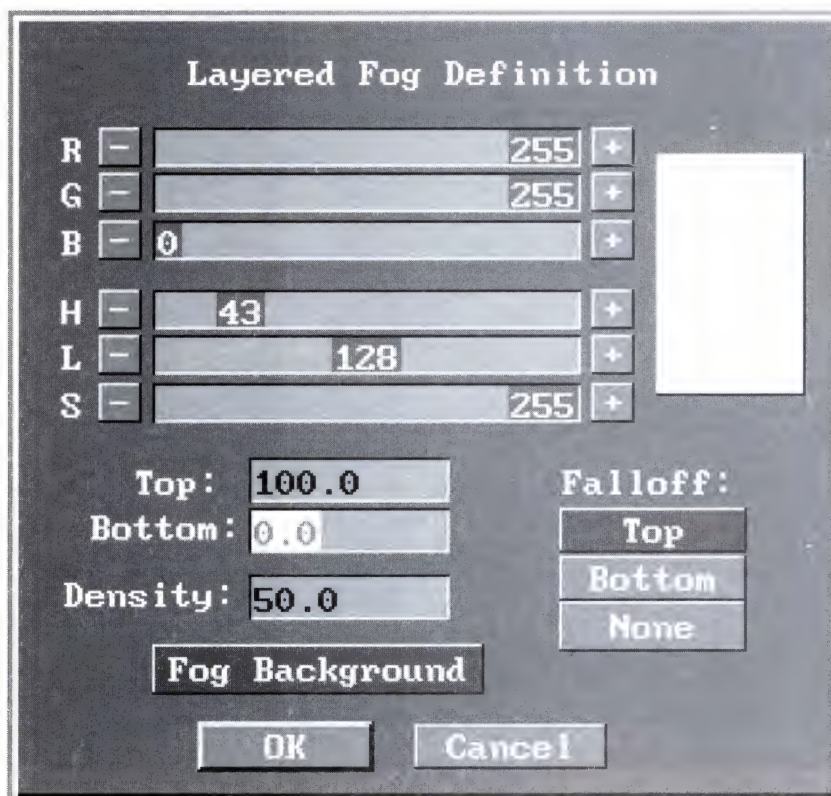 Layered Fog Definition
R - 255 +
G - 255 +
B - 0 +
H - 43 +
L - 128 +
S - 255 +
Top: 100.0
Bottom: 0.0
Density: 50.0
Falloff:
Top
Bottom
None
Fog Background
OK Cancel